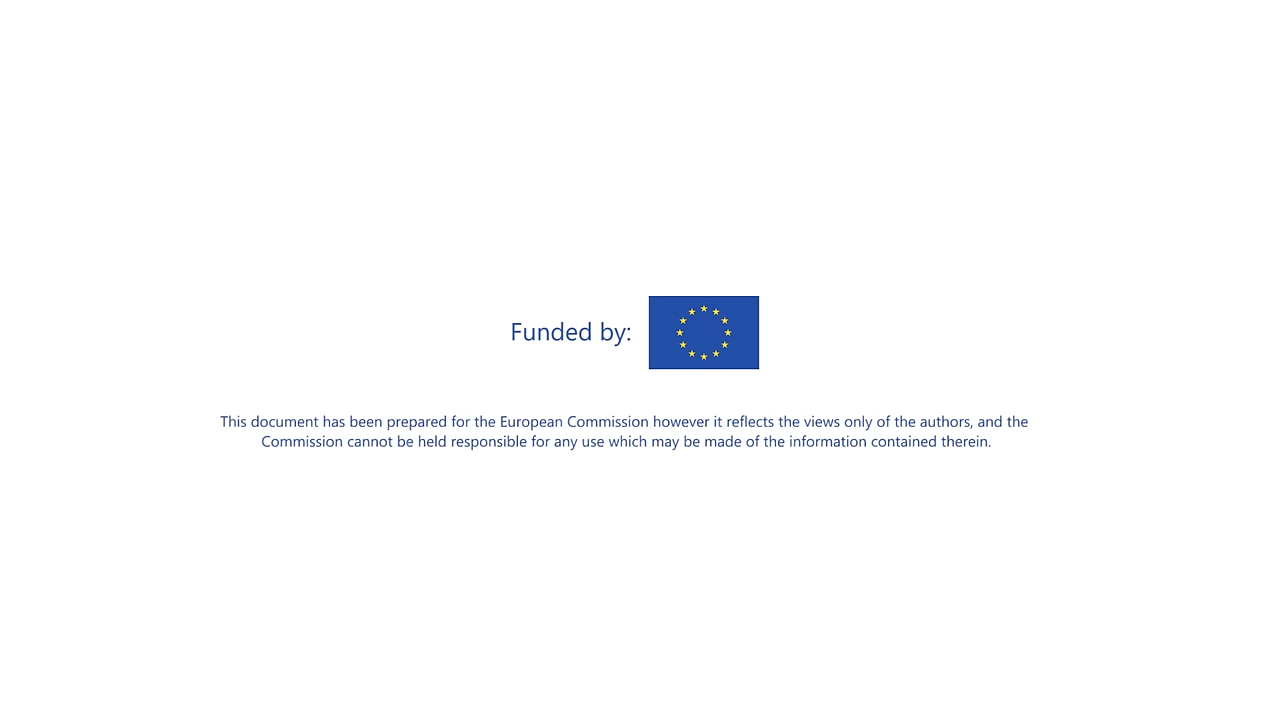 Funded by:
This document has been prepared for the European Commission however it reflects the views only of the authors, and the
Commission cannot be held responsible for any use which may be made of the information contained therein.